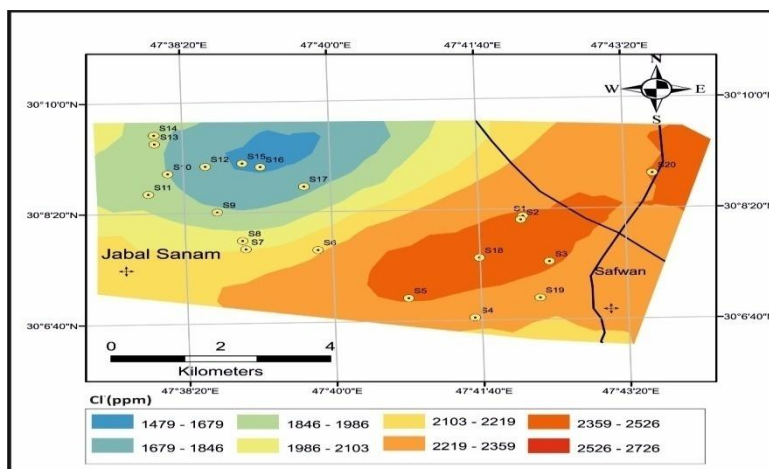 47°38'20"E 47°40'0"E 47°41'40"E 47°43'20"E
N
W E
S
30°10'0"N 30°10'0"N
S14
S13
S12 S15 S16
S10
S17
S20
S11
S9
30°8'20"N 30°8'20"N
S1
S2
S8
S7
S6
Jabal Sanam
S18
S3
Safwan
S5
S19
S4
30°6'40"N 30°6'40"N
0 2 4
Kilometers
47°38'20"E 47°40'0"E 47°41'40"E 47°43'20"E
Cl⁻(ppm)
1479 - 1679 1846 - 1986 2103 - 2219 2359 - 2526
1679 - 1846 1986 - 2103 2219 - 2359 2526 - 2726